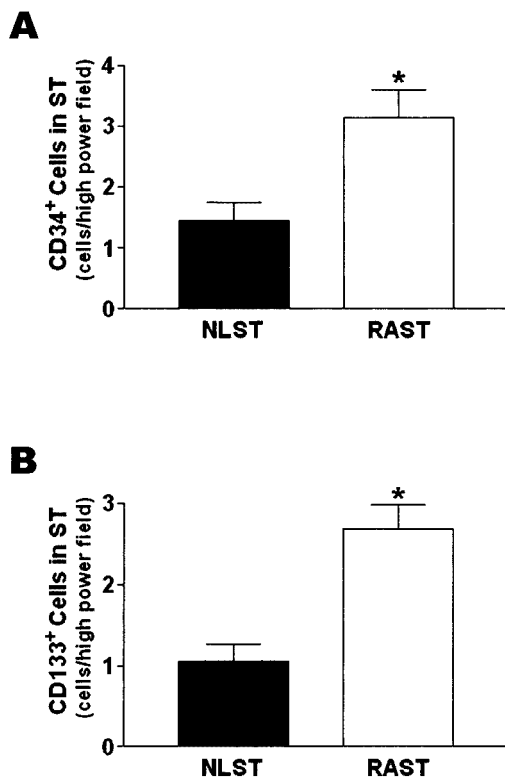 A
CD34⁺ Cells in ST
(cells/high power field)
4
3
2
1
0
*
NLST
RAST
B
CD133⁺ Cells in ST
(cells/high power field)
3
2
1
0
*
NLST
RAST